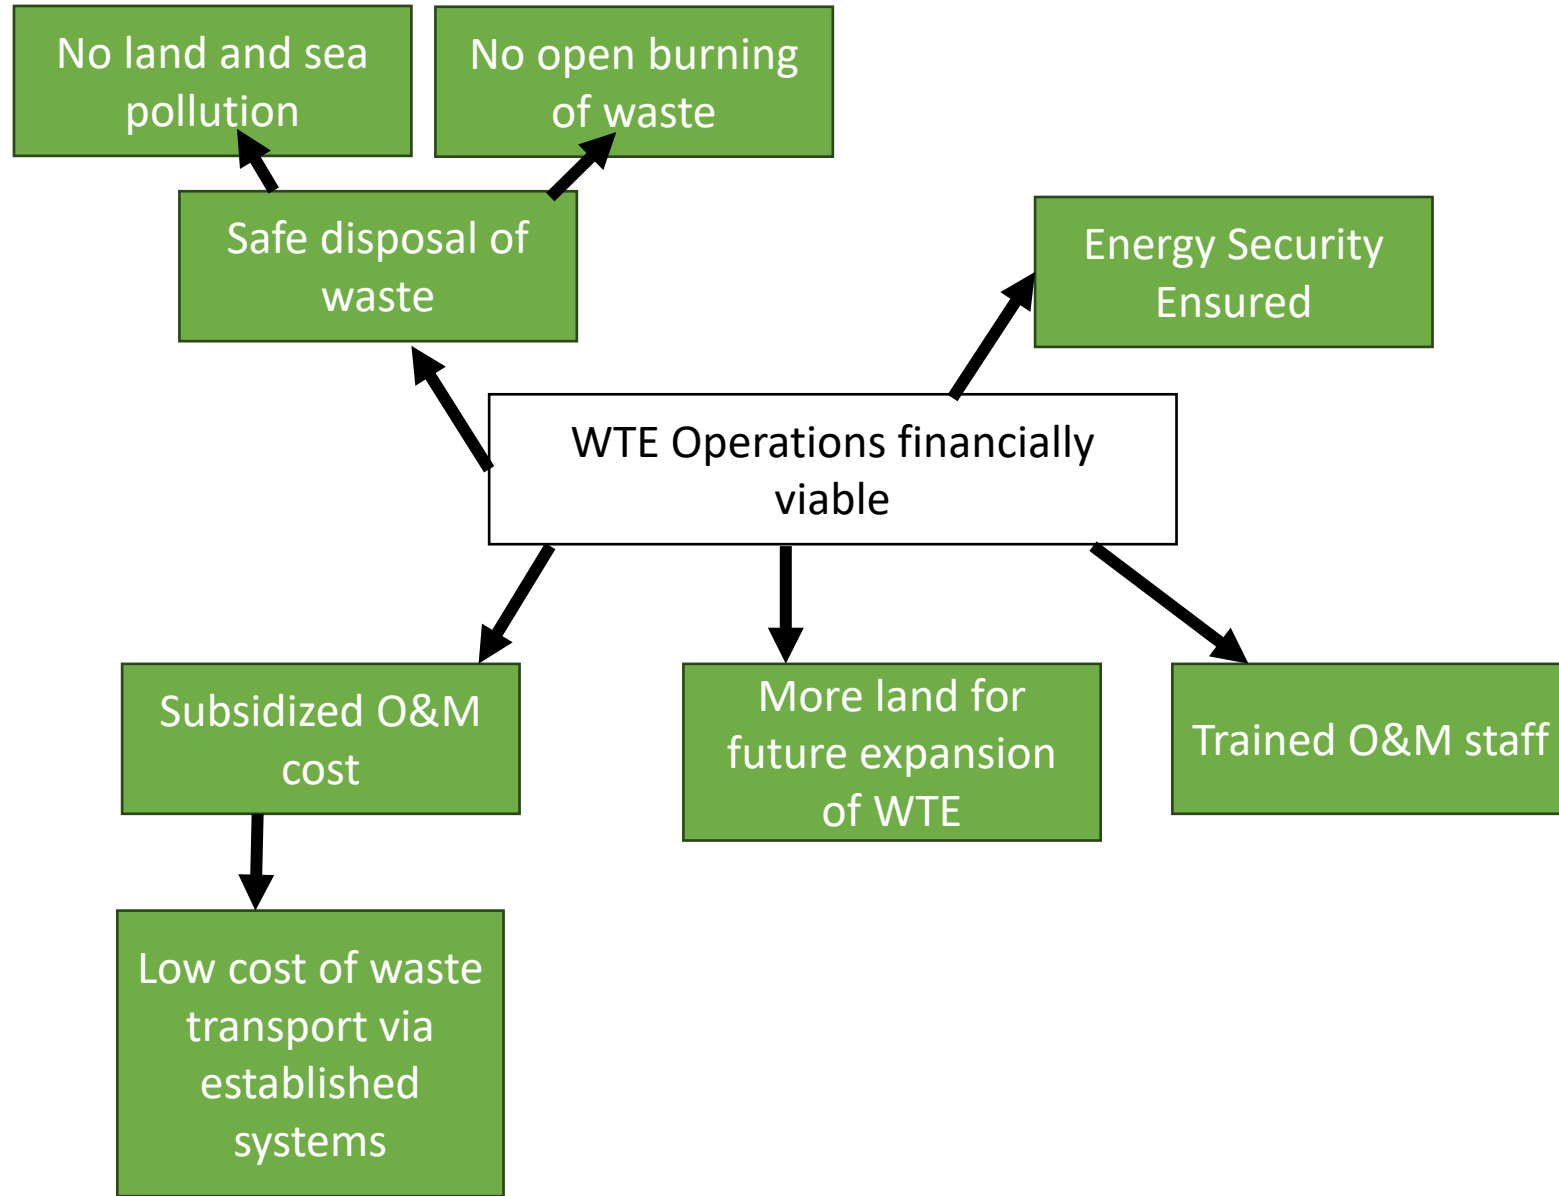 No land and sea
pollution
No open burning
of waste
Safe disposal of
waste
Energy Security
Ensured
WTE Operations financially
viable
Subsidized O&M
cost
More land for
future expansion
of WTE
Trained O&M staff
Low cost of waste
transport via
established
systems